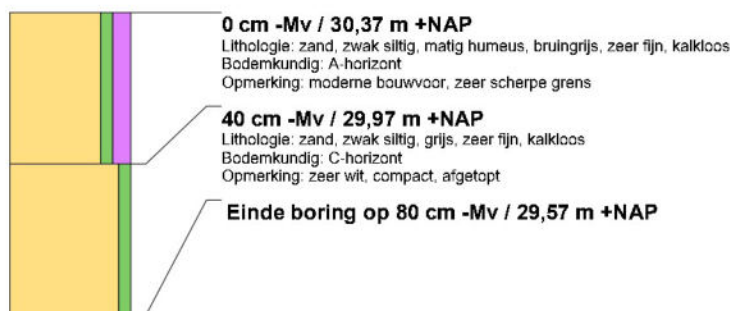 0 cm -Mv / 30,37 m +NAP
Lithologie: zand, zwak siltig, matig humeus, bruingrijs, zeer fijn, kalkloos
Bodemkundig: A-horizont
Opmerking: moderne bouwvoor, zeer scherpe grens
40 cm -Mv / 29,97 m +NAP
Lithologie: zand, zwak siltig, grijs, zeer fijn, kalkloos
Bodemkundig: C-horizont
Opmerking: zeer wit, compact, afgetopt
Einde boring op 80 cm -Mv / 29,57 m +NAP